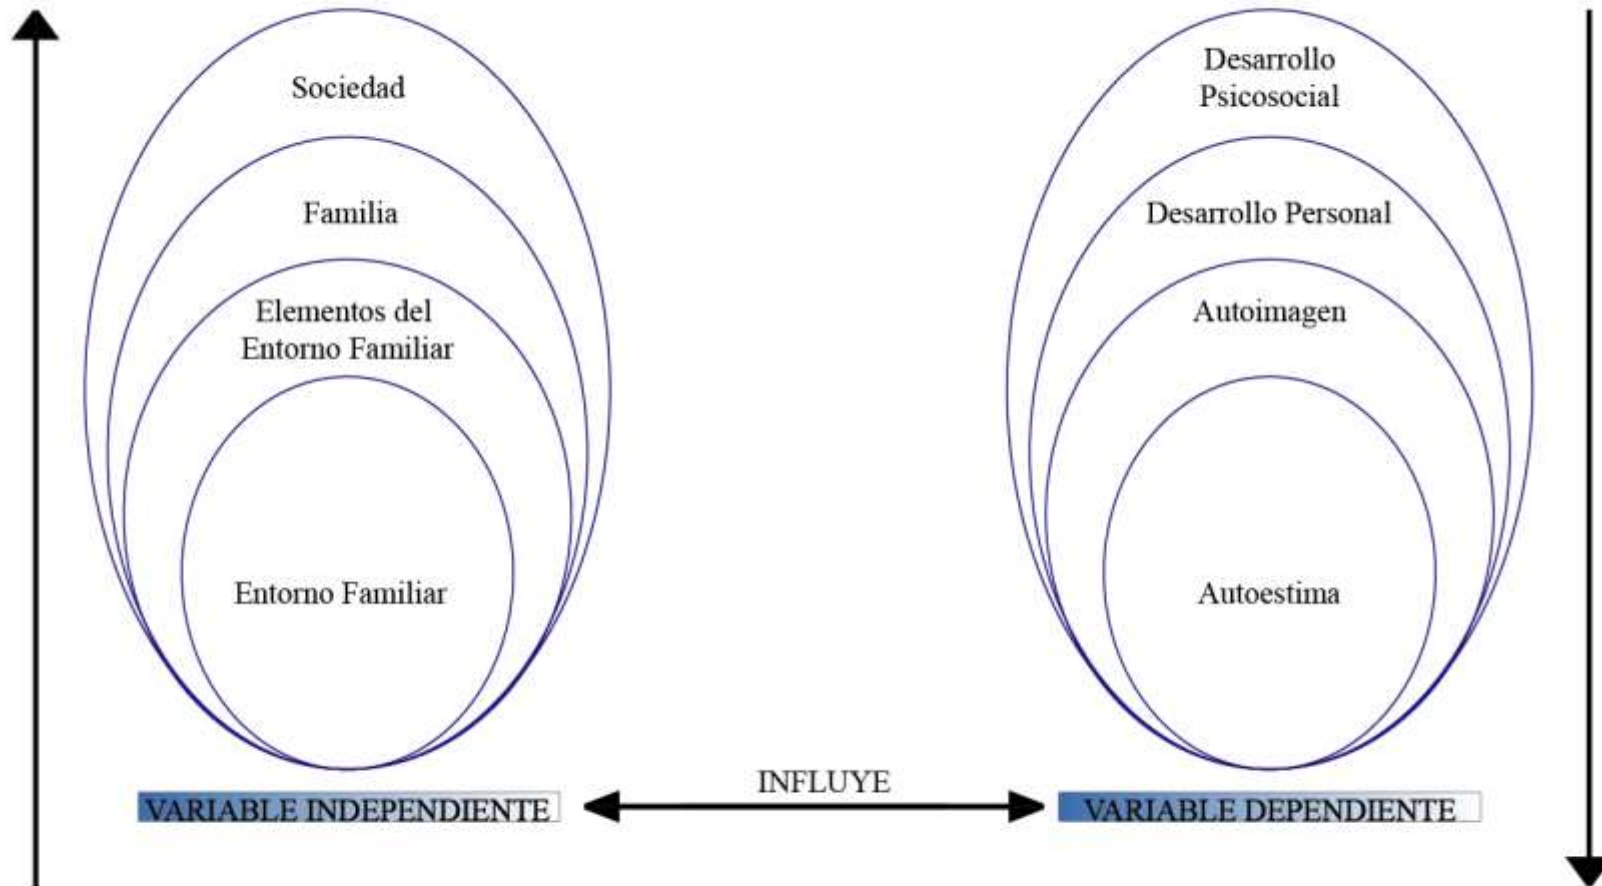 Sociedad
Familia
Elementos del
Entorno Familiar
Entorno Familiar
VARIABLE INDEPENDIENTE
INFLUYE
Desarrollo
Psicosocial
Desarrollo Personal
Autoimagen
Autoestima
VARIABLE DEPENDIENTE